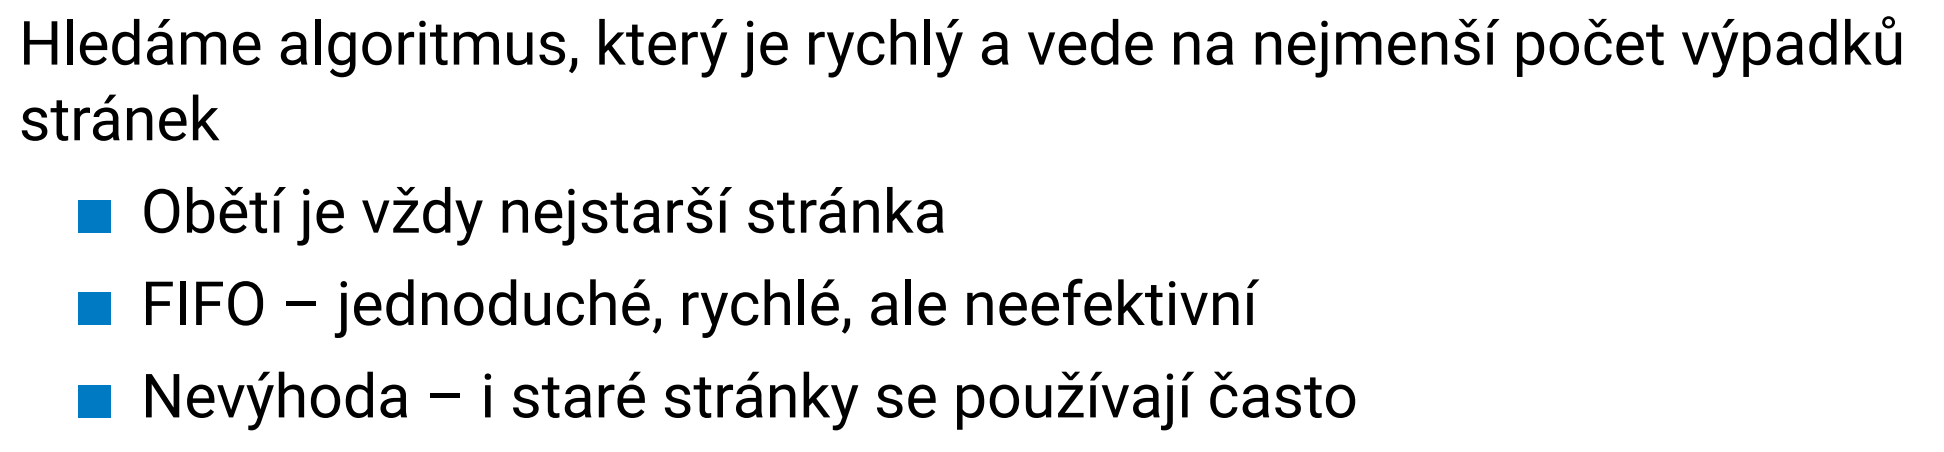 Hledáme algoritmus, který je rychlý a vede na nejmenší počet výpadků
stránek
Obětí je vždy nejstarší stránka
FIFO – jednoduché, rychlé, ale neefektivní
Nevýhoda – i staré stránky se používají často